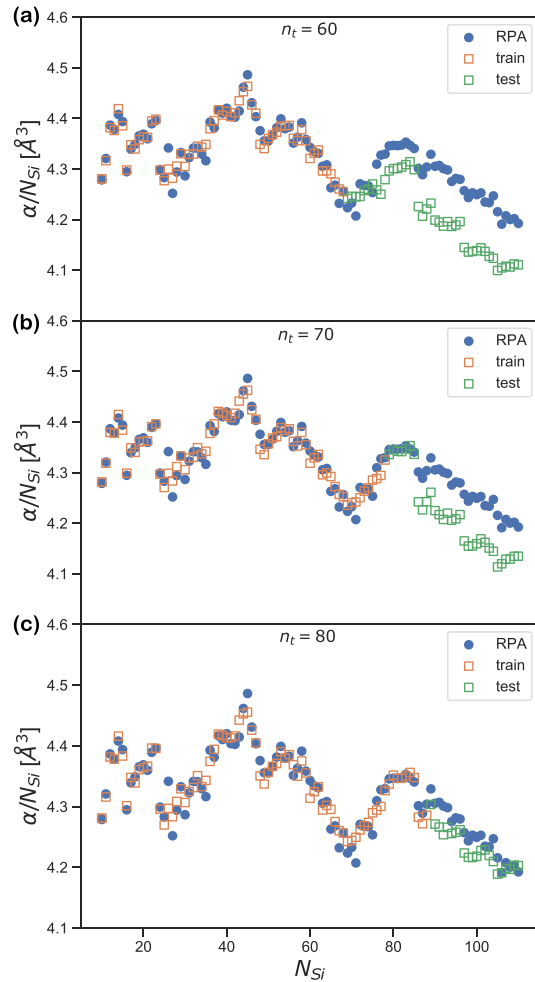 (a)
4.6
4.5
4.4
4.3
4.2
4.1
α/N_Si [Å³]
n_t = 60
RPA
train
test
(b)
4.6
4.5
4.4
4.3
4.2
4.1
α/N_Si [Å³]
n_t = 70
RPA
train
test
(c)
4.6
4.5
4.4
4.3
4.2
4.1
α/N_Si [Å³]
n_t = 80
RPA
train
test
20 40 60 80 100
N_Si